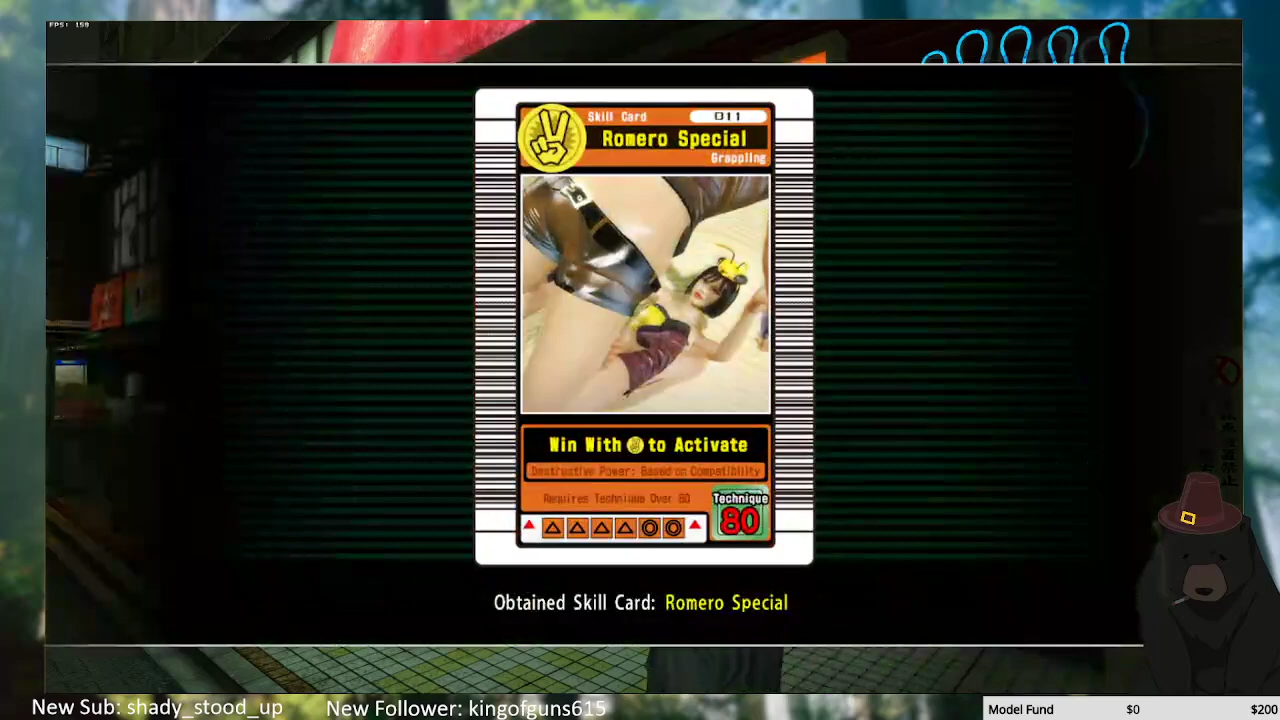 FPS: 159
Skill Card 011
Romero Special
Grappling
Win With to Activate
Destructive Power: Based on Compatibility
Requires Technique Over 80
Technique
80
Obtained Skill Card: Romero Special
New Sub: shady_stood_up
New Follower: kingofguns615
Model Fund $0 $200